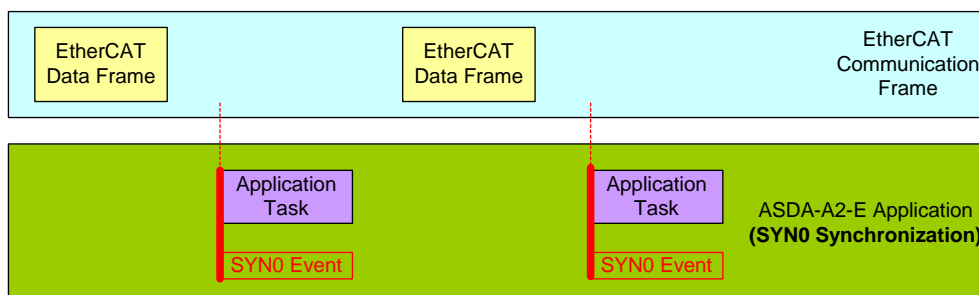 EtherCAT
Data Frame
EtherCAT
Data Frame
EtherCAT
Communication
Frame
Application
Task
Application
Task
ASDA-A2-E Application
(SYN0 Synchronization)
SYN0 Event
SYN0 Event